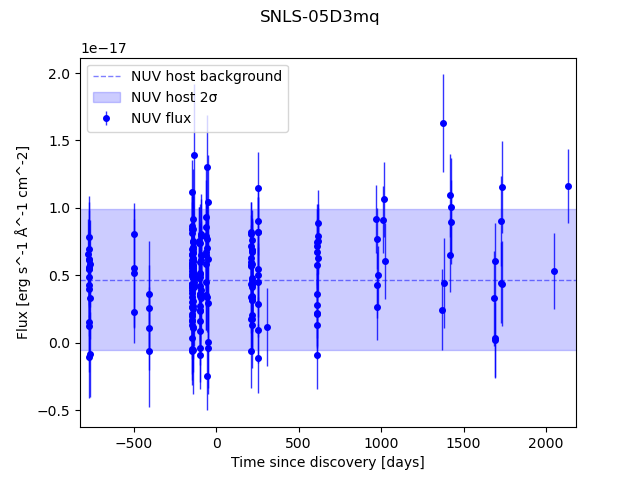 SNLS-05D3mq
1e−17
NUV host background
NUV host 2σ
NUV flux
2.0
1.5
1.0
0.5
0.0
−0.5
Flux [erg s^-1 Å^-1 cm^-2]
−500
0
500
1000
1500
2000
Time since discovery [days]